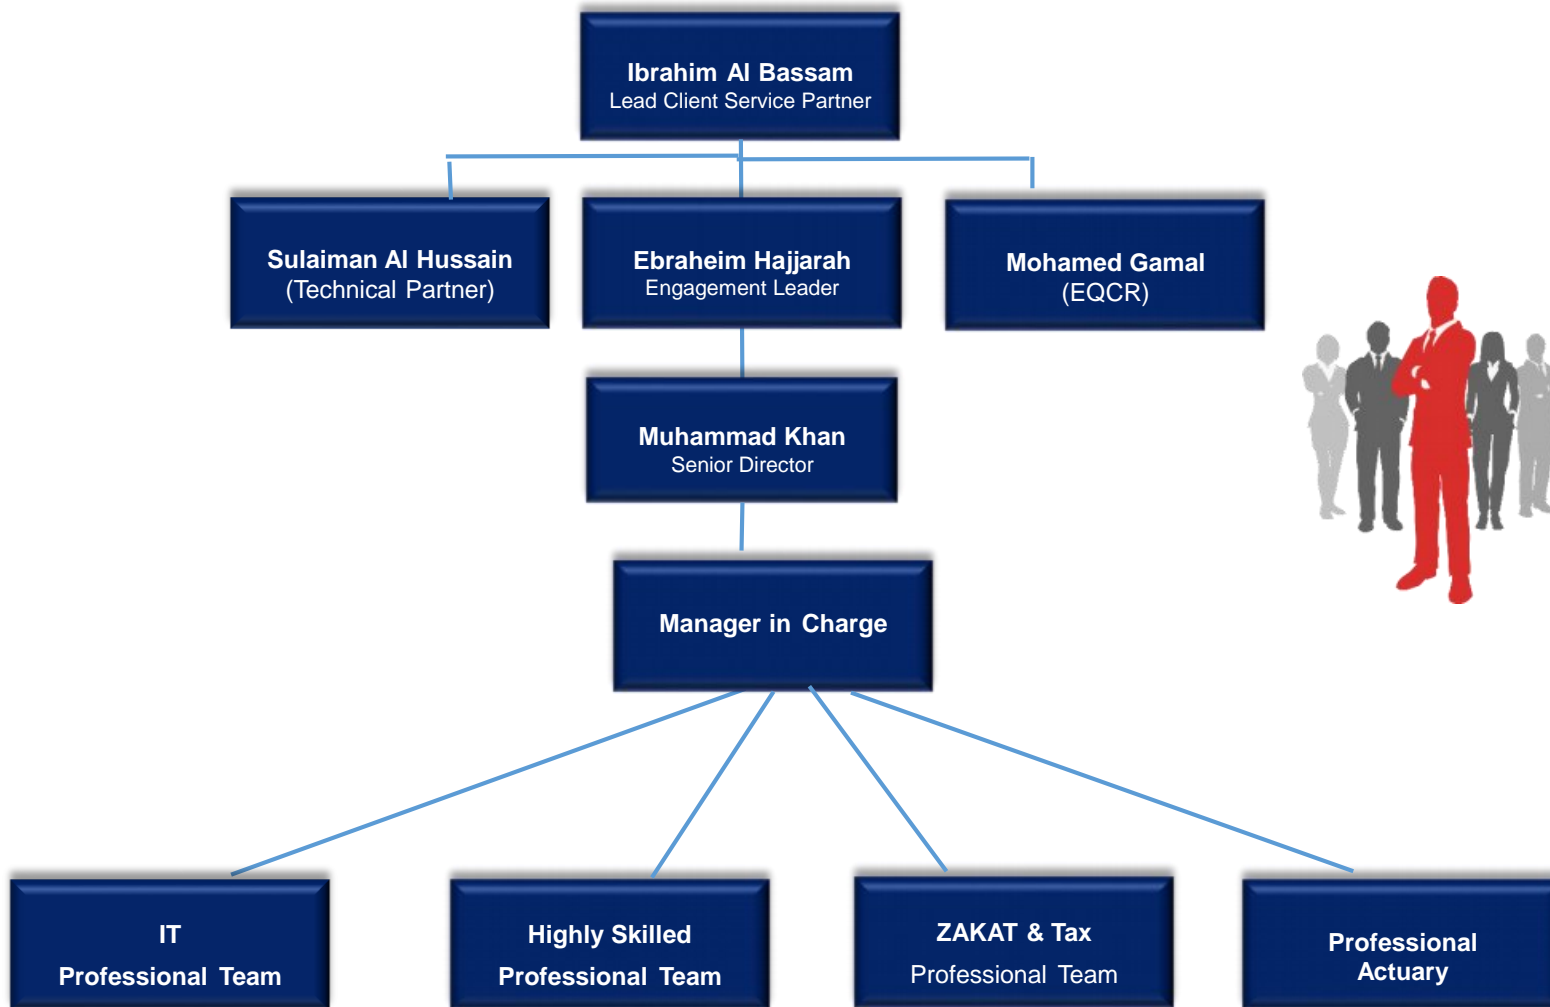 Ibrahim Al Bassam
Lead Client Service Partner
Sulaiman Al Hussain
(Technical Partner)
Ebraheim Hajjarah
Engagement Leader
Mohamed Gamal
(EQCR)
Muhammad Khan
Senior Director
Manager in Charge
IT
Professional Team
Highly Skilled
Professional Team
ZAKAT & Tax
Professional Team
Professional
Actuary